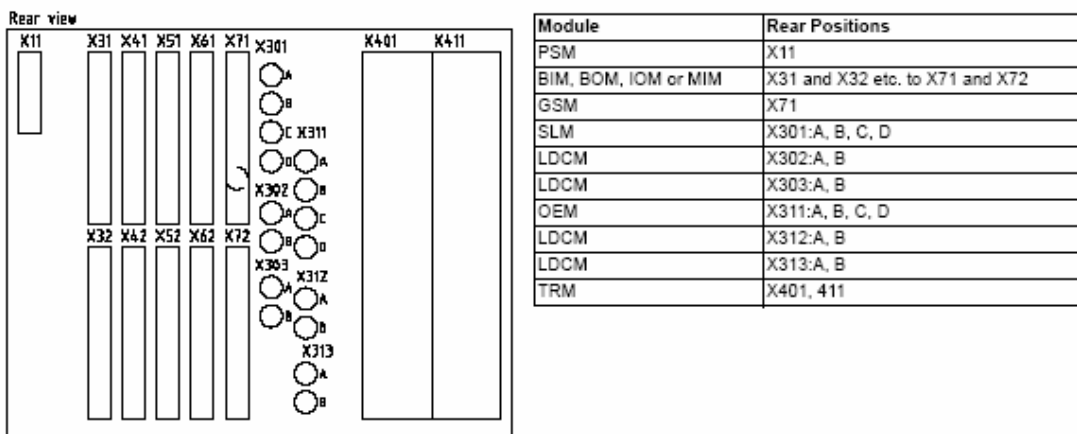 Rear view
X11 X31 X41 X51 X61 X71 X301 X401 X411
A
B
C X311
D A
B
X302
A C
B D
X32 X42 X52 X62 X72
X303 X312
A A
B B
X313
A
B
Module Rear Positions
PSM X11
BIM, BOM, IOM or MIM X31 and X32 etc. to X71 and X72
GSM X71
SLM X301:A, B, C, D
LDCM X302:A, B
LDCM X303:A, B
OEM X311:A, B, C, D
LDCM X312:A, B
LDCM X313:A, B
TRM X401, 411